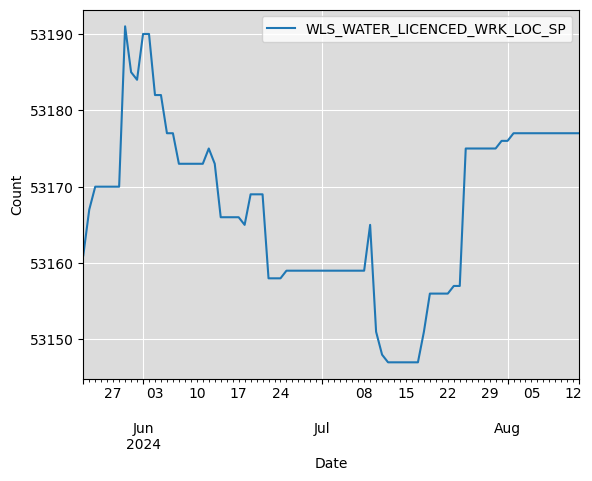 WLS_WATER_LICENCED_WRK_LOC_SP
53190
53180
53170
53160
53150
Count
27 03 10 17 24 08 15 22 29 05 12
Jun Jul Aug
2024
Date